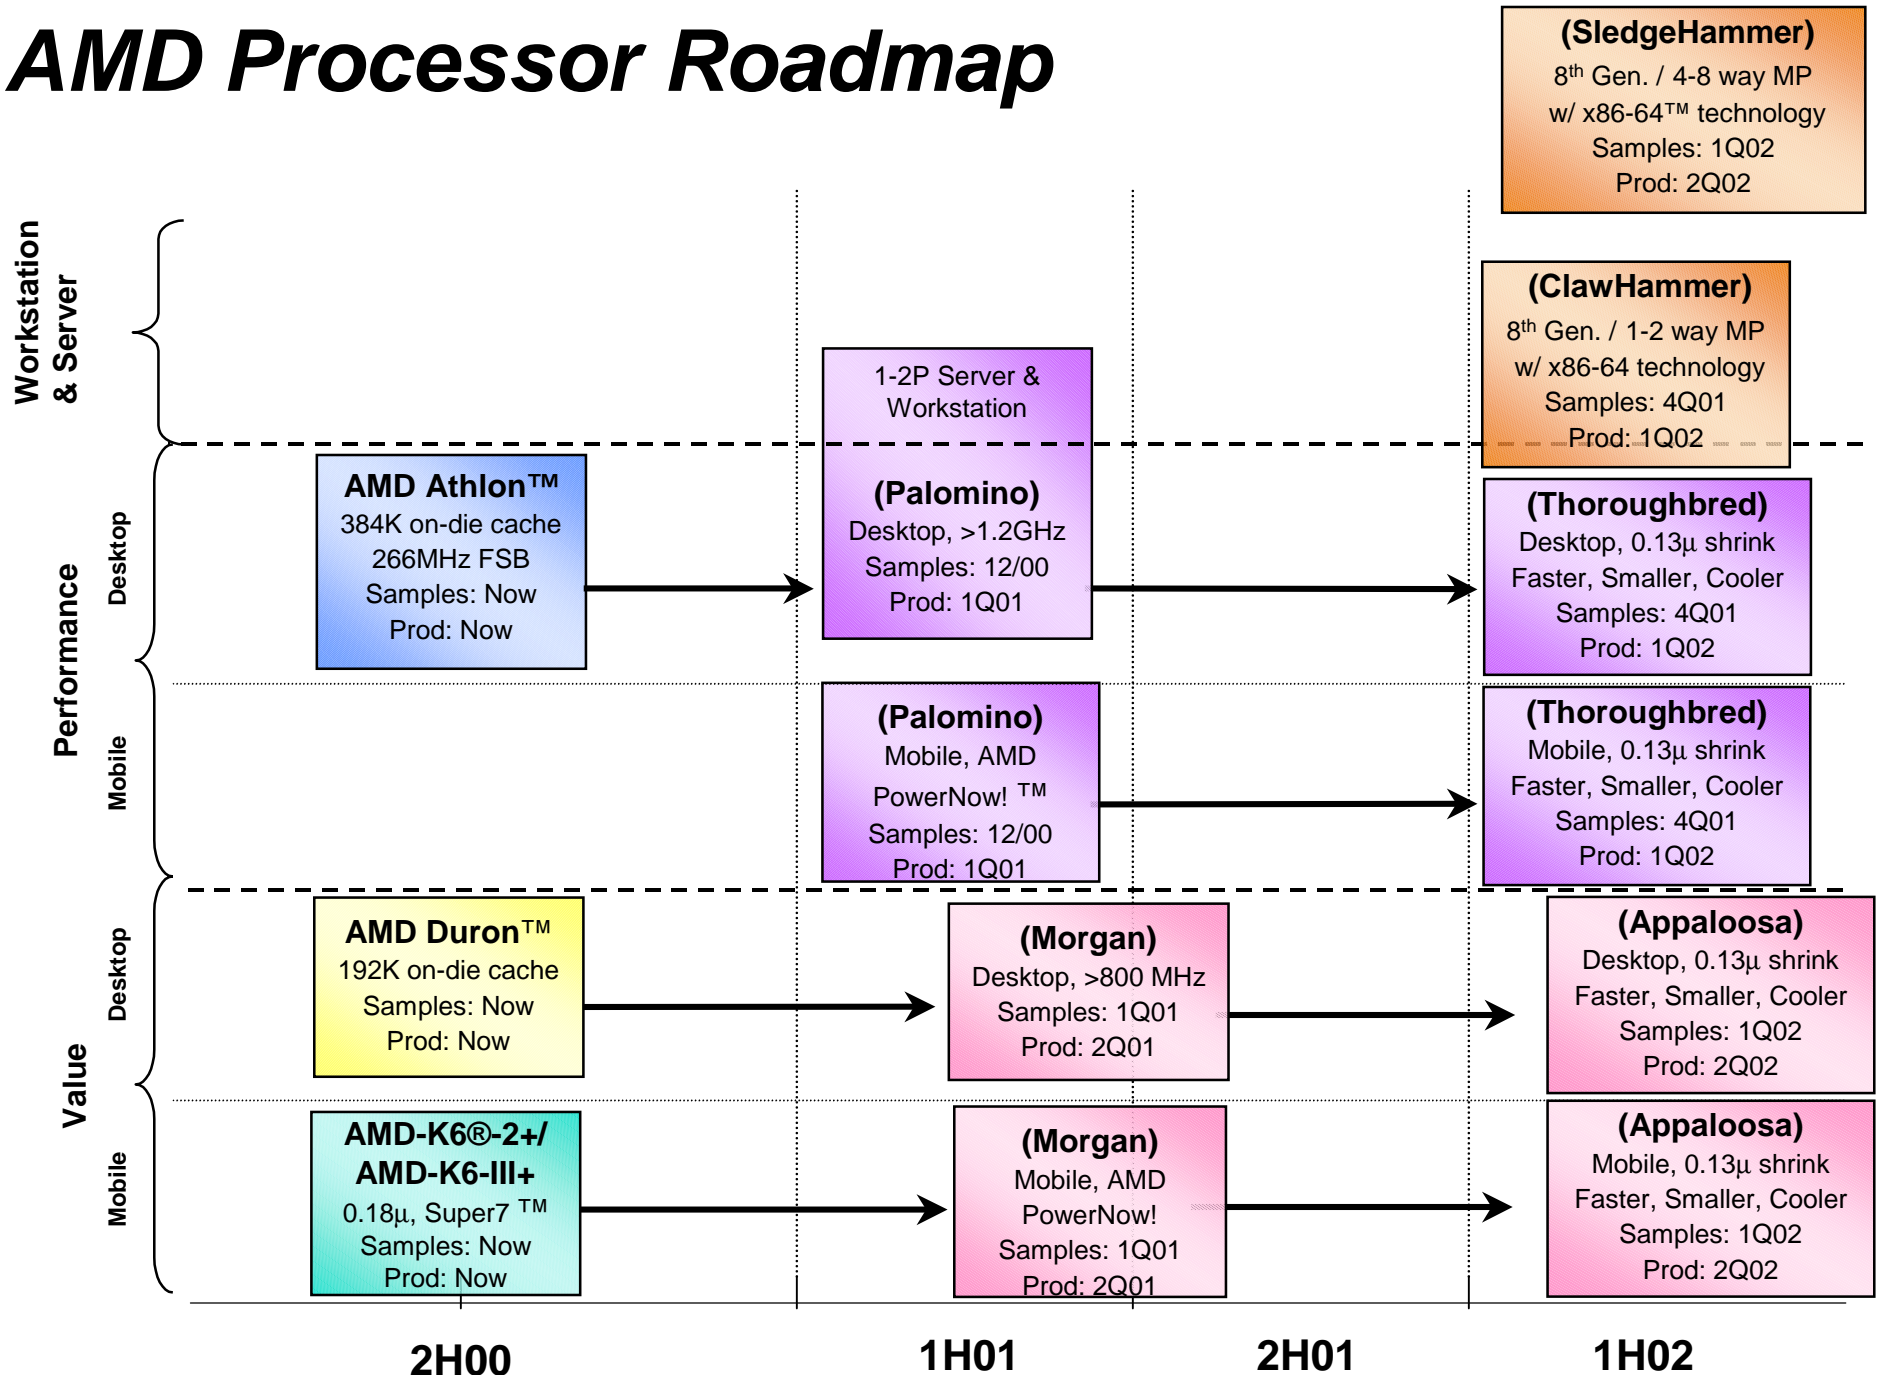 AMD Processor Roadmap
(SledgeHammer)
8th Gen. / 4-8 way MP
w/ x86-64™ technology
Samples: 1Q02
Prod: 2Q02
Workstation
& Server
(ClawHammer)
8th Gen. / 1-2 way MP
w/ x86-64 technology
Samples: 4Q01
Prod: 1Q02
1-2P Server &
Workstation
Performance
Desktop
AMD Athlon™
384K on-die cache
266MHz FSB
Samples: Now
Prod: Now
(Palomino)
Desktop, >1.2GHz
Samples: 12/00
Prod: 1Q01
(Thoroughbred)
Desktop, 0.13μ shrink
Faster, Smaller, Cooler
Samples: 4Q01
Prod: 1Q02
Mobile
(Palomino)
Mobile, AMD
PowerNow! ™
Samples: 12/00
Prod: 1Q01
(Thoroughbred)
Mobile, 0.13μ shrink
Faster, Smaller, Cooler
Samples: 4Q01
Prod: 1Q02
Value
Desktop
AMD Duron™
192K on-die cache
Samples: Now
Prod: Now
(Morgan)
Desktop, >800 MHz
Samples: 1Q01
Prod: 2Q01
(Appaloosa)
Desktop, 0.13μ shrink
Faster, Smaller, Cooler
Samples: 1Q02
Prod: 2Q02
Mobile
AMD-K6®-2+/
AMD-K6-III+
0.18μ, Super7 ™
Samples: Now
Prod: Now
(Morgan)
Mobile, AMD
PowerNow!
Samples: 1Q01
Prod: 2Q01
(Appaloosa)
Mobile, 0.13μ shrink
Faster, Smaller, Cooler
Samples: 1Q02
Prod: 2Q02
2H00
1H01
2H01
1H02